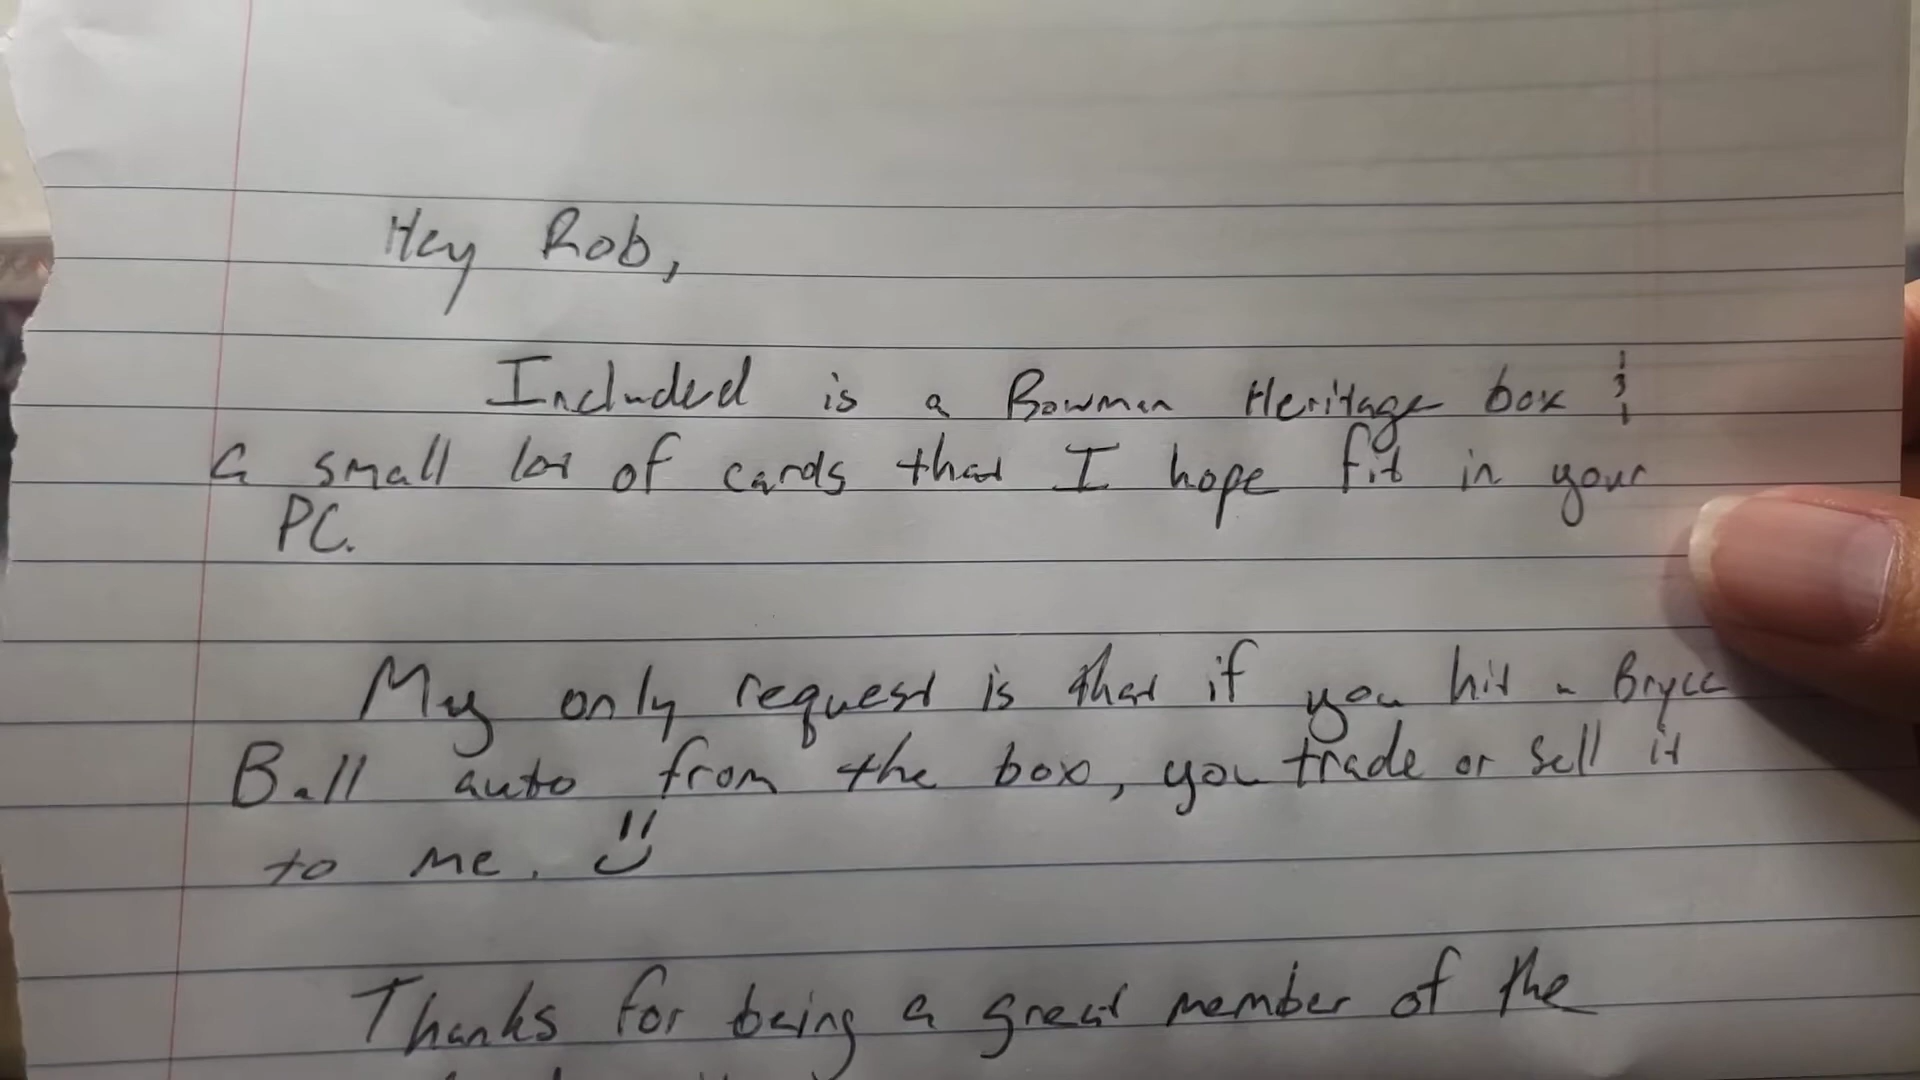 Hey Rob,
Included is a Bowman Heritage box &
a small lot of cards that I hope fit in your
PC.
My only request is that if you hit a Bryce
Ball auto from the box, you trade or sell it
to me.
Thanks for being a great member of the